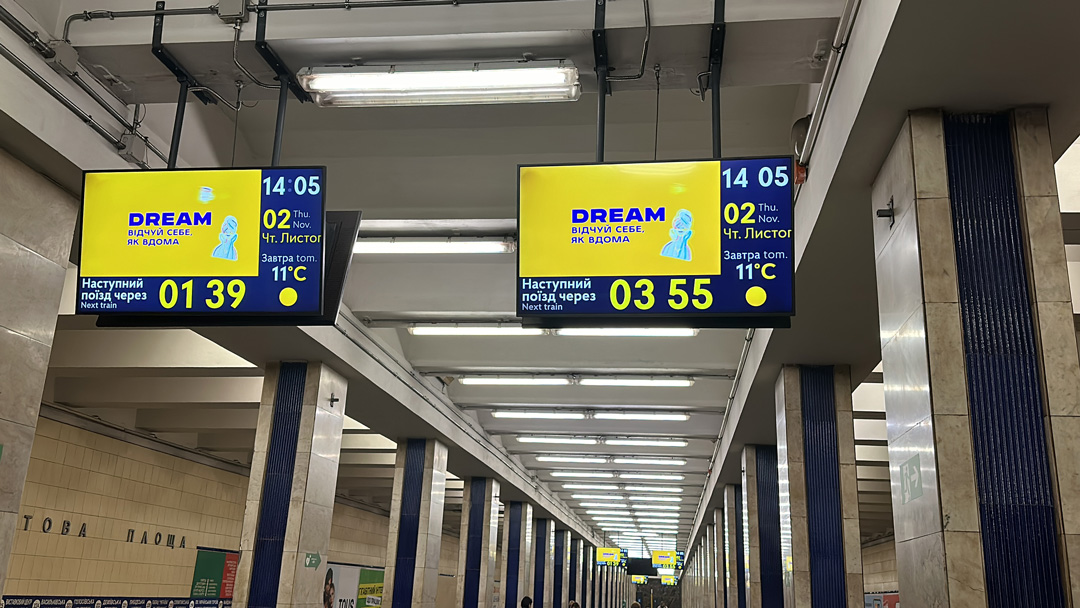 14:05
DREAM
ВІДЧУЙ СЕБЕ,
ЯК ВДОМА
02 Thu.
Nov.
Чт. Листоп
Завтра tom.
11°C
Наступний
поїзд через
Next train
01 39
14 05
DREAM
ВІДЧУЙ СЕБЕ,
ЯК ВДОМА
02 Thu.
Nov.
Чт. Листоп
Завтра tom.
11°C
Наступний
поїзд через
Next train
03 55
ТОВА ПЛОЩА